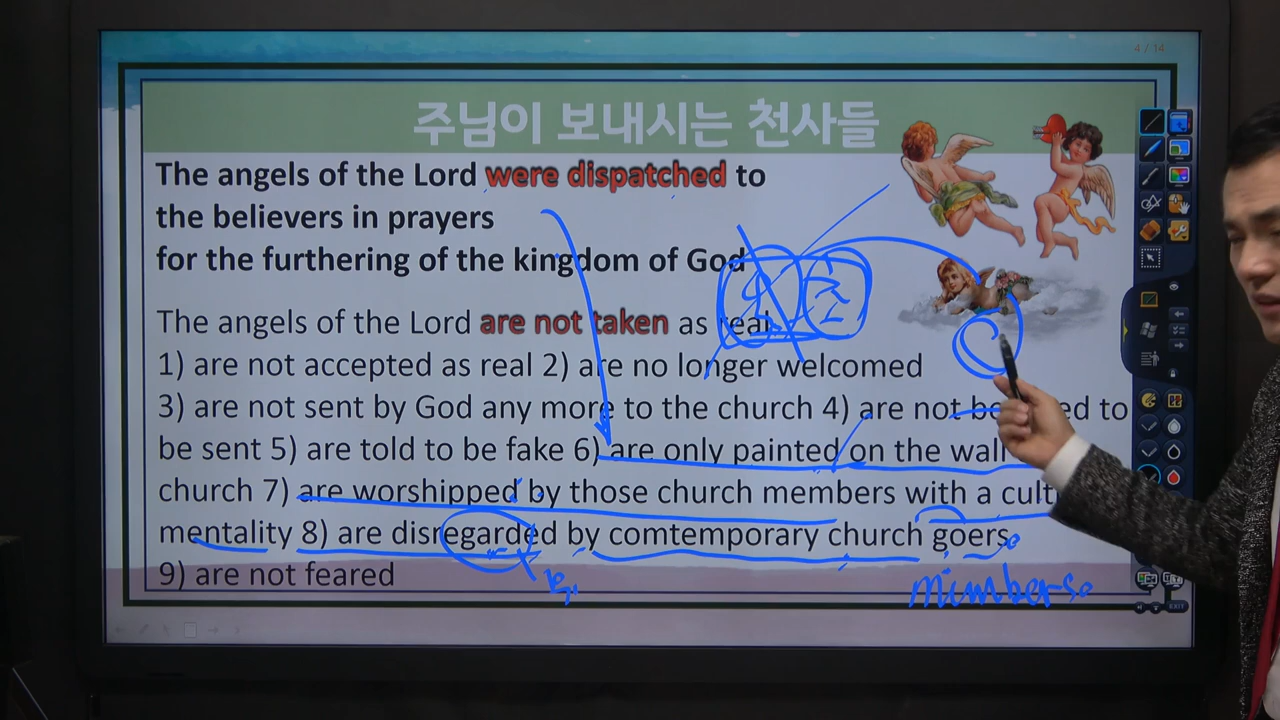 4 / 14
주님이 보내시는 천사들
The angels of the Lord were dispatched to
the believers in prayers
for the furthering of the kingdom of God
The angels of the Lord are not taken as real
1) are not accepted as real 2) are no longer welcomed
3) are not sent by God any more to the church 4) are not ed to
be sent 5) are told to be fake 6) are only painted on the wall
church 7) are worshipped by those church members with a cult
mentality 8) are disregarded by comtemporary church goers
9) are not feared
mimbers.
EXIT